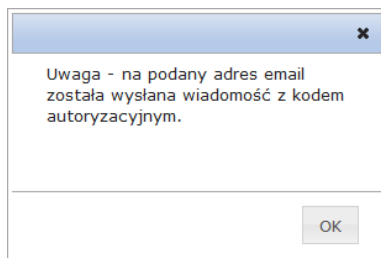 Uwaga - na podany adres email
została wysłana wiadomość z kodem
autoryzacyjnym.
OK